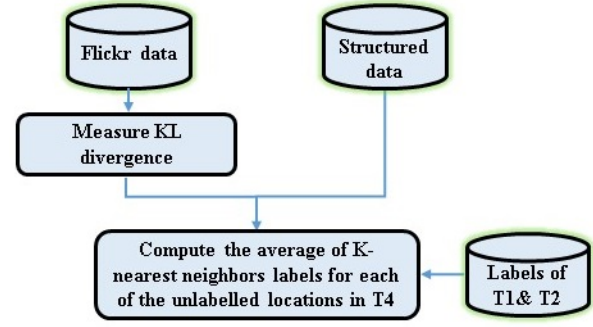 Flickr data
Structured
data
Measure KL
divergence
Compute the average of K-
nearest neighbors labels for each
of the unlabelled locations in T4
Labels of
T1& T2